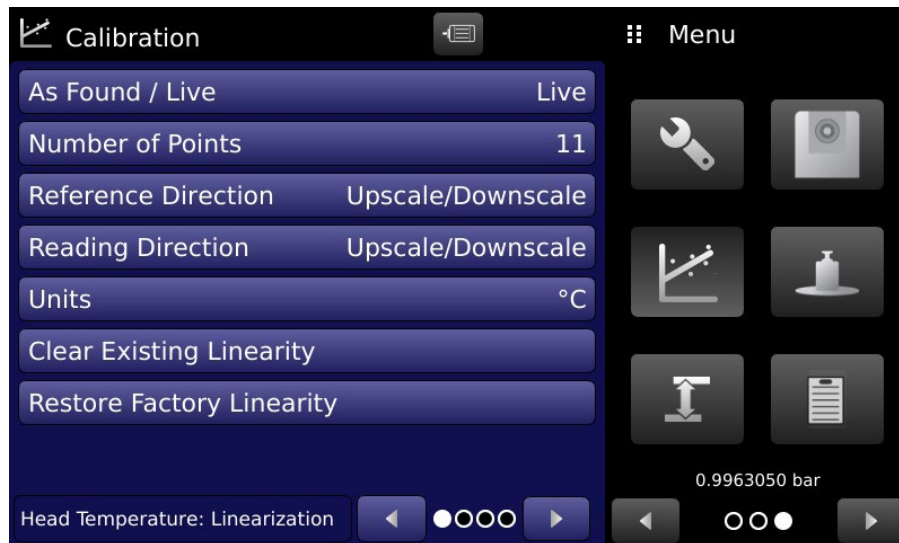 Calibration
Menu
As Found / Live Live
Number of Points 11
Reference Direction Upscale/Downscale
Reading Direction Upscale/Downscale
Units °C
Clear Existing Linearity
Restore Factory Linearity
0.9963050 bar
Head Temperature: Linearization